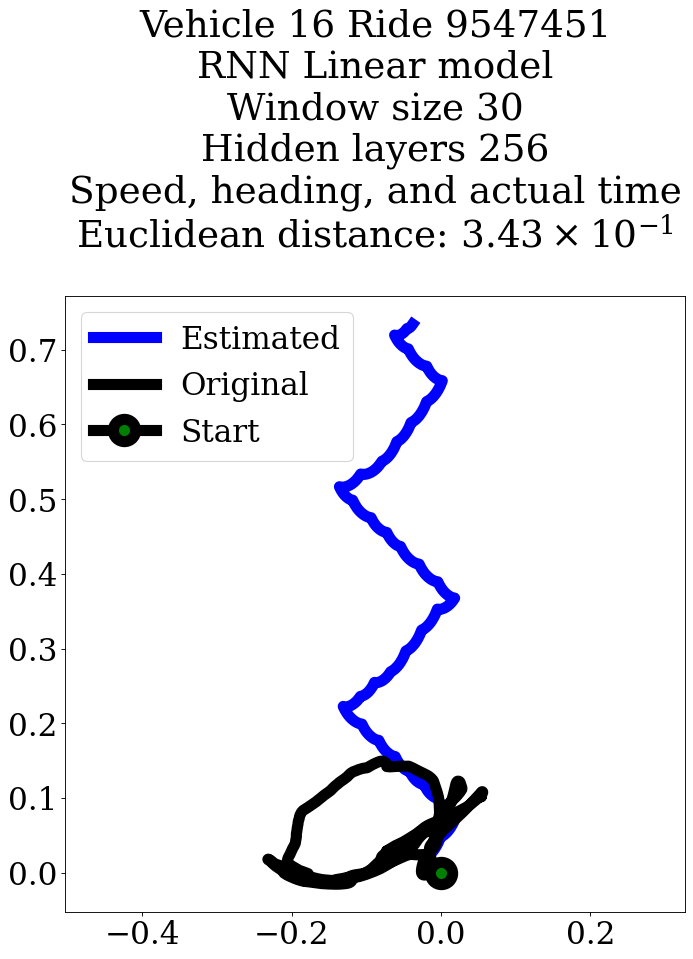 Vehicle 16 Ride 9547451
RNN Linear model
Window size 30
Hidden layers 256
Speed, heading, and actual time
Euclidean distance: 3.43 × 10⁻¹
Estimated
Original
Start
0.7
0.6
0.5
0.4
0.3
0.2
0.1
0.0
−0.4 −0.2 0.0 0.2